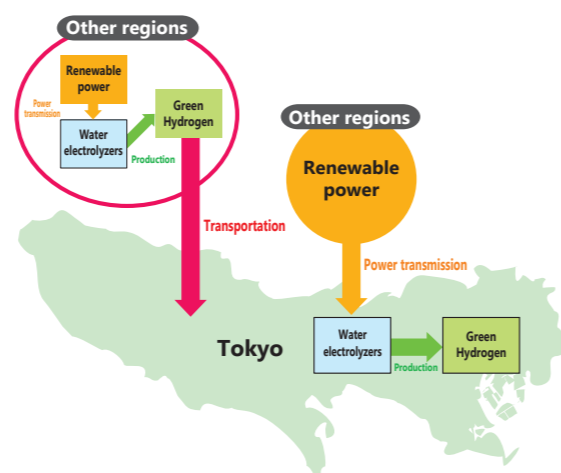 Other regions
Renewable
power
Power
transmission
Water
electrolyzers
Production
Green
Hydrogen
Transportation
Other regions
Renewable
power
Power transmission
Tokyo
Water
electrolyzers
Production
Green
Hydrogen